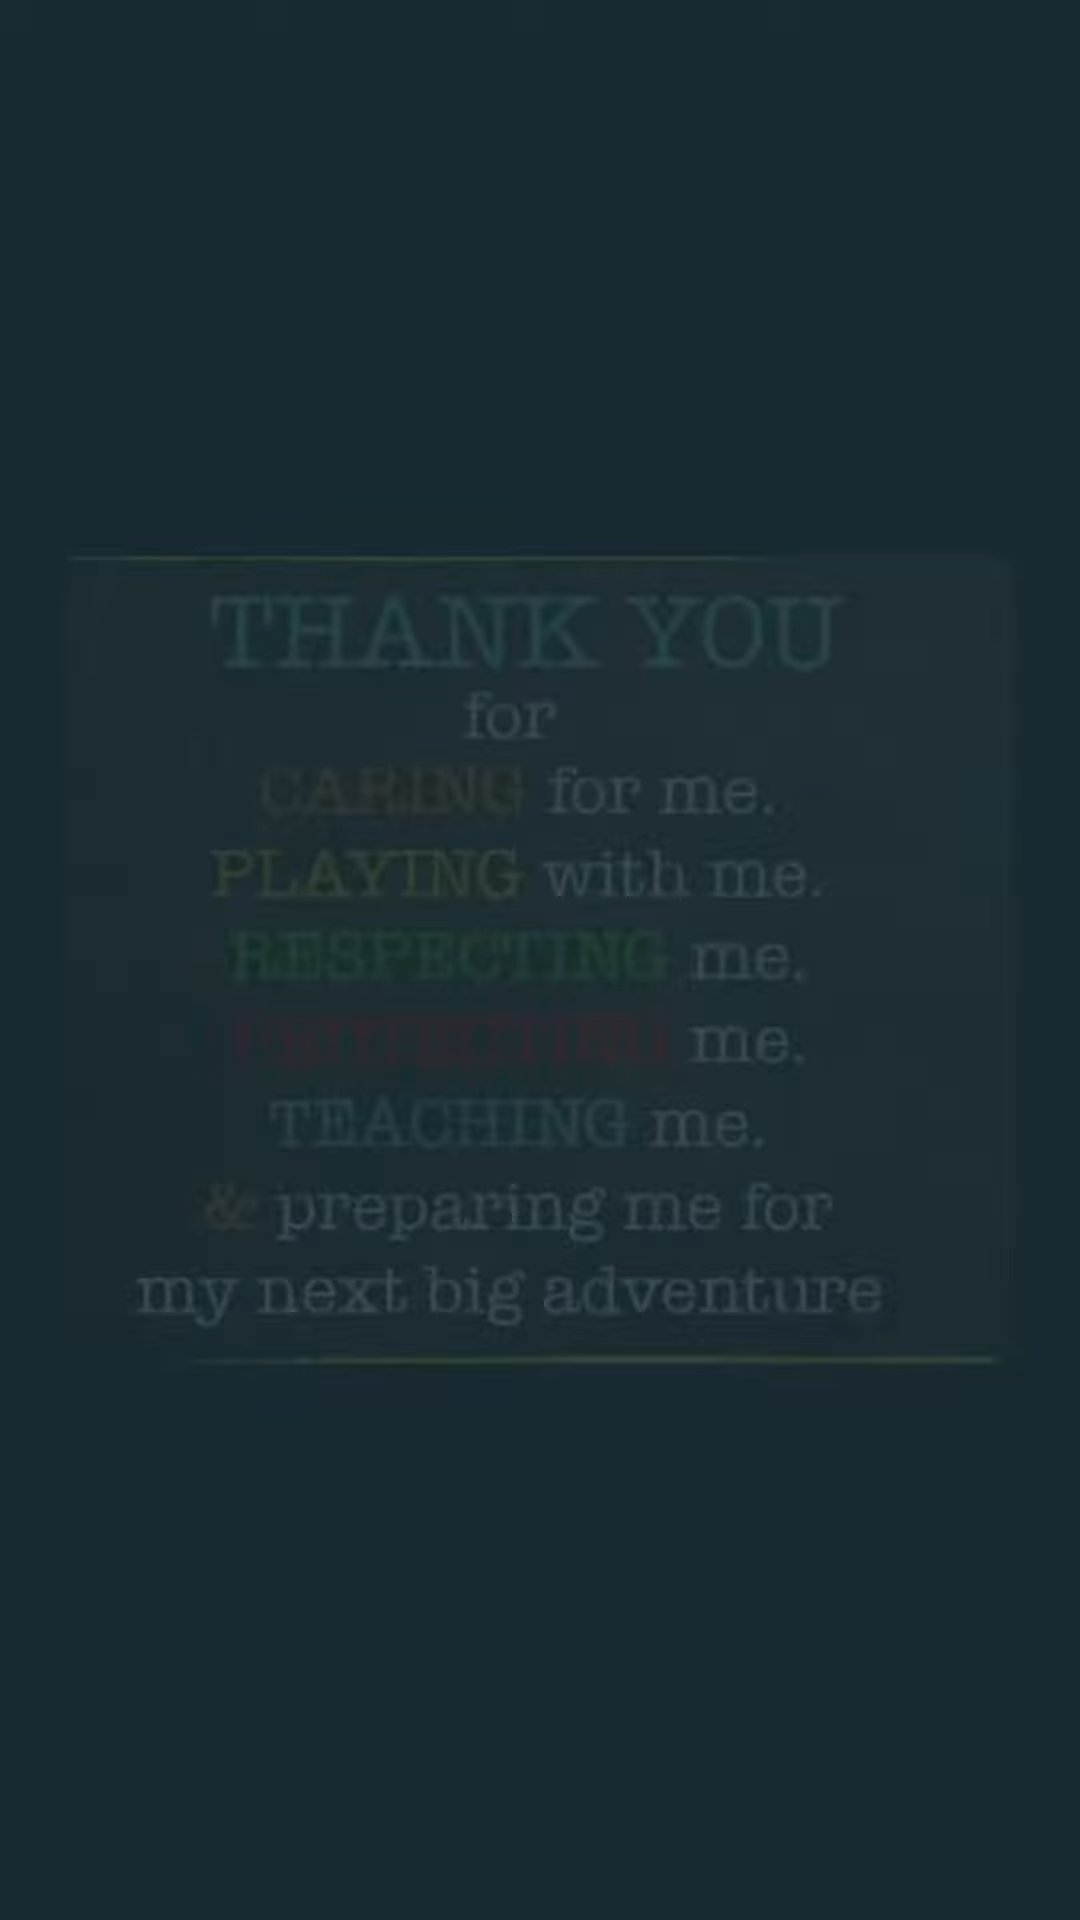 THANK YOU
for
CARING for me.
PLAYING with me.
RESPECTING me.
PROTECTING me.
TEACHING me.
& preparing me for
my next big adventure